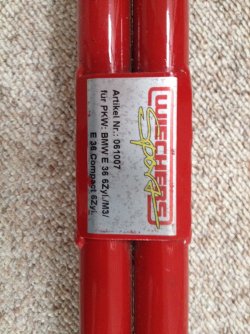 WIECHERS
Sport
Artikel Nr.: 061007
für PKW: BMW E 36 6Zyl./M3/
E 36 Compact 6Zyl.